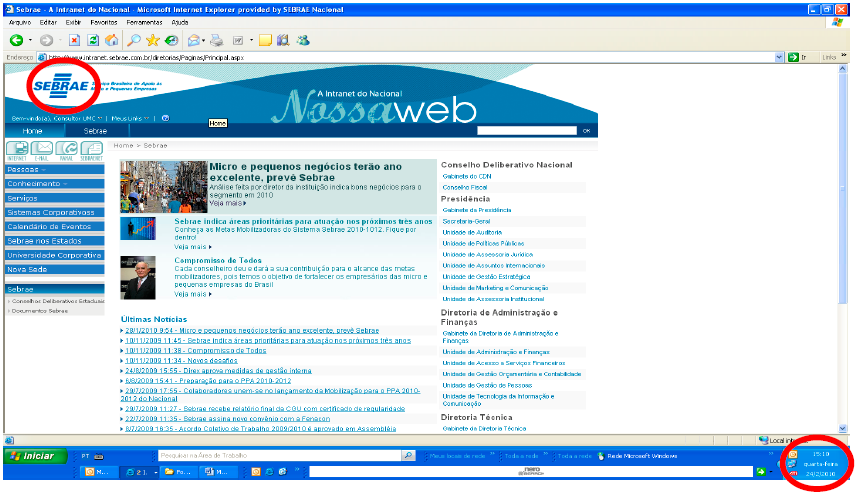 Sebrae - A Intranet do Nacional - Microsoft Internet Explorer provided by SEBRAE Nacional
Arquivo Editar Exibir Favoritos Ferramentas Ajuda
Endereço http://www.intranet.sebrae.com.br/diretorias/Paginas/Principal.aspx Ir Links »
SEBRAE
A Intranet do Nacional
Nossaweb
Bem-vindo(a), Consultor UMC Meus Links
Home
Home Sebrae OK
INTRANET E-MAIL
Home > Sebrae
Pessoas
Conhecimento
Serviços
Sistemas Corporativos
Calendário de Eventos
Sebrae nos Estados
Universidade Corporativa
Nova Sede
Sebrae
Conselhos Deliberativos Estaduais
Documentos Sebrae
Micro e pequenos negócios terão ano
excelente, prevê Sebrae
Análise feita por diretor da instituição indica bons negócios para o
segmento em 2010
Veja mais
Sebrae indica áreas prioritárias para atuação nos próximos três anos
Conheça as Metas Mobilizadoras do Sistema Sebrae 2010-1012. Fique por
dentro!
Veja mais
Compromisso de Todos
Cada conselheiro deu e dará a sua contribuição para o alcance das metas
mobilizadores, pois temos o objetivo de fortalecer os empresários das micro e
pequenas empresas do Brasil
Veja mais
Últimas Notícias
28/1/2010 9:54 - Micro e pequenos negócios terão ano excelente, prevê Sebrae
10/11/2009 11:45 - Sebrae indica áreas prioritárias para atuação nos próximos três anos
10/11/2009 11:38 - Compromisso de Todos
10/11/2009 11:34 - Novos desafios
24/8/2009 15:55 - Direx aprova medidas de gestão interna
6/8/2009 15:41 - Preparação para o PPA 2010-2012
29/7/2009 17:55 - Colaboradores unem-se no lançamento da Mobilização para o PPA 2010-
2012 do Nacional
29/7/2009 11:27 - Sebrae recebe relatório final da CGU com certificado de regularidade
22/7/2009 11:35 - Sebrae assina novo convênio com a Fenacon
8/7/2009 16:35 - Acordo Coletivo de Trabalho 2009/2010 é aprovado em Assembléia
Conselho Deliberativo Nacional
Gabinete do CDN
Conselho Fiscal
Presidência
Gabinete da Presidência
Secretaria-Geral
Unidade de Auditoria
Unidade de Políticas Públicas
Unidade de Assessoria Jurídica
Unidade de Assuntos Internacionais
Unidade de Gestão Estratégica
Unidade de Marketing e Comunicação
Unidade de Assessoria Institucional
Diretoria de Administração e
Finanças
Gabinete da Diretoria de Administração e
Finanças
Unidade de Administração e Finanças
Unidade de Acesso a Serviços Financeiros
Unidade de Gestão Orçamentária e Contabilidade
Unidade de Gestão de Pessoas
Unidade de Tecnologia da Informação e
Comunicação
Diretoria Técnica
Gabinete da Diretoria Técnica
Local int
Iniciar PT Pesquisar na Área de Trabalho Meus locais de rede » Toda a rede » Toda a rede Rede Microsoft Windows 15:10
quarta-feira
M... 2 I. Po... M... nero 24/2/2010